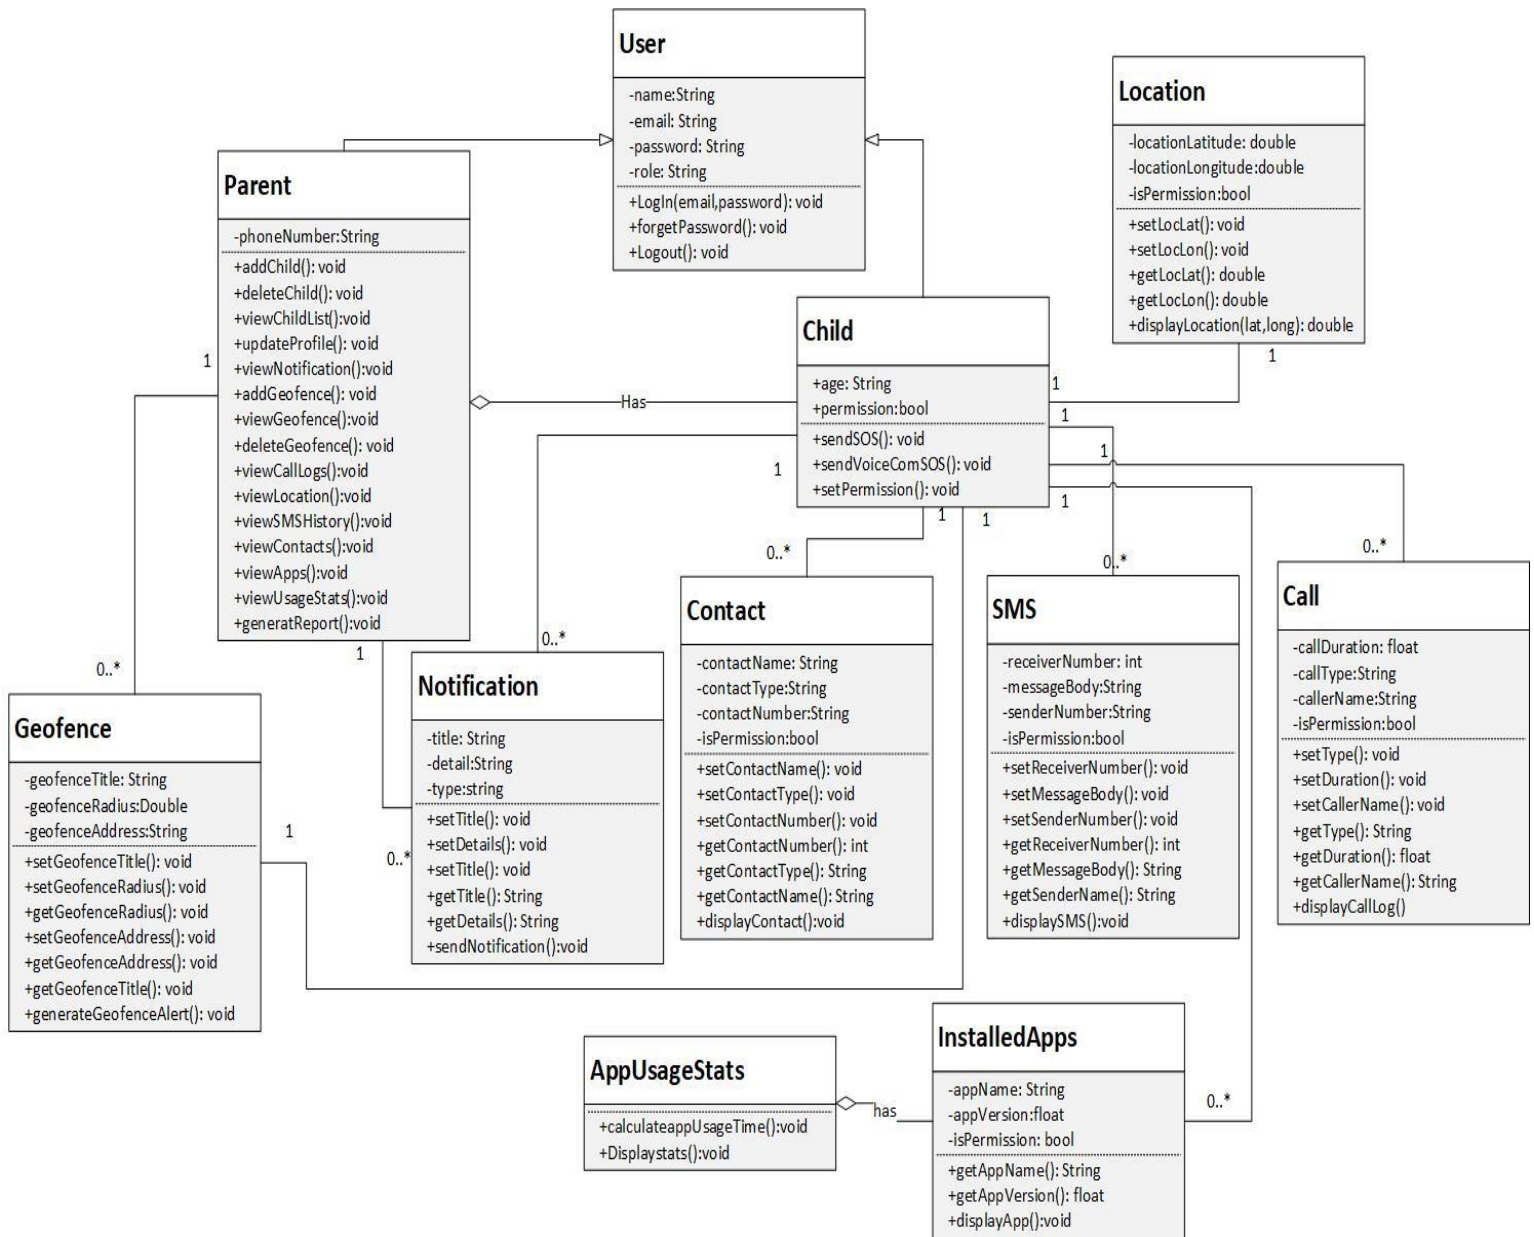 User
-name:String
-email: String
-password: String
-role: String
+LogIn(email,password): void
+forgetPassword(): void
+Logout(): void
Location
-locationLatitude: double
-locationLongitude:double
-isPermission:bool
+setLocLat(): void
+setLocLon(): void
+getLocLat(): double
+getLocLon(): double
+displayLocation(lat,long): double
1
Parent
-phoneNumber:String
+addChild(): void
+deleteChild(): void
+viewChildList():void
+updateProfile(): void
+viewNotification():void
+addGeofence(): void
+viewGeofence():void
+deleteGeofence(): void
+viewCallLogs():void
+viewLocation():void
+viewSMSHistory():void
+viewContacts():void
+viewApps():void
+viewUsageStats():void
+generatReport():void
1
1
Has
Child
+age: String
+permission:bool
+sendSOS(): void
+sendVoiceComSOS(): void
+setPermission(): void
1
1
1
1
1
1
1
0..*
0..*
0..*
0..*
0..*
Geofence
-geofenceTitle: String
-geofenceRadius:Double
-geofenceAddress:String
+setGeofenceTitle(): void
+setGeofenceRadius(): void
+getGeofenceRadius(): void
+setGeofenceAddress(): void
+getGeofenceAddress(): void
+getGeofenceTitle(): void
+generateGeofenceAlert(): void
1
Notification
-title: String
-detail:String
-type:string
+setTitle(): void
+setDetails(): void
+setTitle(): void
+getTitle(): String
+getDetails(): String
+sendNotification():void
0..*
Contact
-contactName: String
-contactType:String
-contactNumber:String
-isPermission:bool
+setContactName(): void
+setContactType(): void
+setContactNumber(): void
+getContactNumber(): int
+getContactType(): String
+getContactName(): String
+displayContact():void
SMS
-receiverNumber: int
-messageBody:String
-senderNumber:String
-isPermission:bool
+setReceiverNumber(): void
+setMessageBody(): void
+setSenderNumber(): void
+getReceiverNumber(): int
+getMessageBody(): String
+getSenderName(): String
+displaySMS():void
Call
-callDuration: float
-callType:String
-callerName:String
-isPermission:bool
+setType(): void
+setDuration(): void
+setCallerName(): void
+getType(): String
+getDuration(): float
+getCallerName(): String
+displayCallLog()
AppUsageStats
+calculateappUsageTime():void
+Displaystats():void
has
InstalledApps
-appName: String
-appVersion:float
-isPermission: bool
+getAppName(): String
+getAppVersion(): float
+displayApp():void
0..*